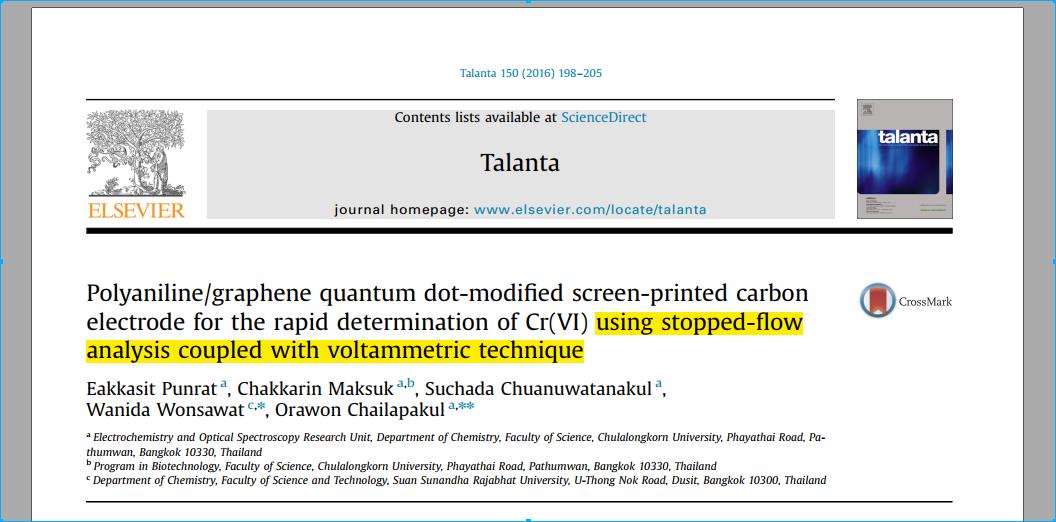 Talanta 150 (2016) 198–205
Contents lists available at ScienceDirect
Talanta
journal homepage: www.elsevier.com/locate/talanta
ELSEVIER
talanta
Polyaniline/graphene quantum dot-modified screen-printed carbon
electrode for the rapid determination of Cr(VI) using stopped-flow
analysis coupled with voltammetric technique
CrossMark
Eakkasit Punrat a, Chakkarin Maksuk a,b, Suchada Chuanuwatanakul a,
Wanida Wonsawat c,*, Orawon Chailapakul a,**
a Electrochemistry and Optical Spectroscopy Research Unit, Department of Chemistry, Faculty of Science, Chulalongkorn University, Phayathai Road, Pa-
thumwan, Bangkok 10330, Thailand
b Program in Biotechnology, Faculty of Science, Chulalongkorn University, Phayathai Road, Pathumwan, Bangkok 10330, Thailand
c Department of Chemistry, Faculty of Science and Technology, Suan Sunandha Rajabhat University, U-Thong Nok Road, Dusit, Bangkok 10300, Thailand